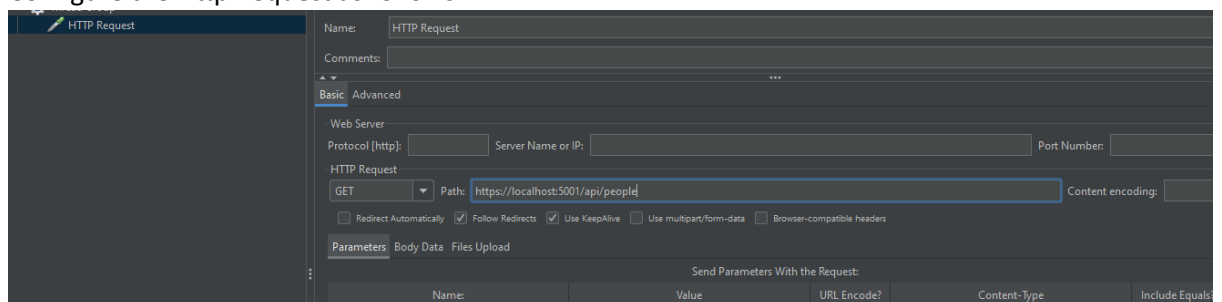 HTTP Request
Name: HTTP Request
Comments:
Basic Advanced
Web Server
Protocol [http]: Server Name or IP: Port Number:
HTTP Request
GET Path: https://localhost:5001/api/people Content encoding:
Redirect Automatically Follow Redirects Use KeepAlive Use multipart/form-data Browser-compatible headers
Parameters Body Data Files Upload
Send Parameters With the Request:
Name: Value URL Encode? Content-Type Include Equals?